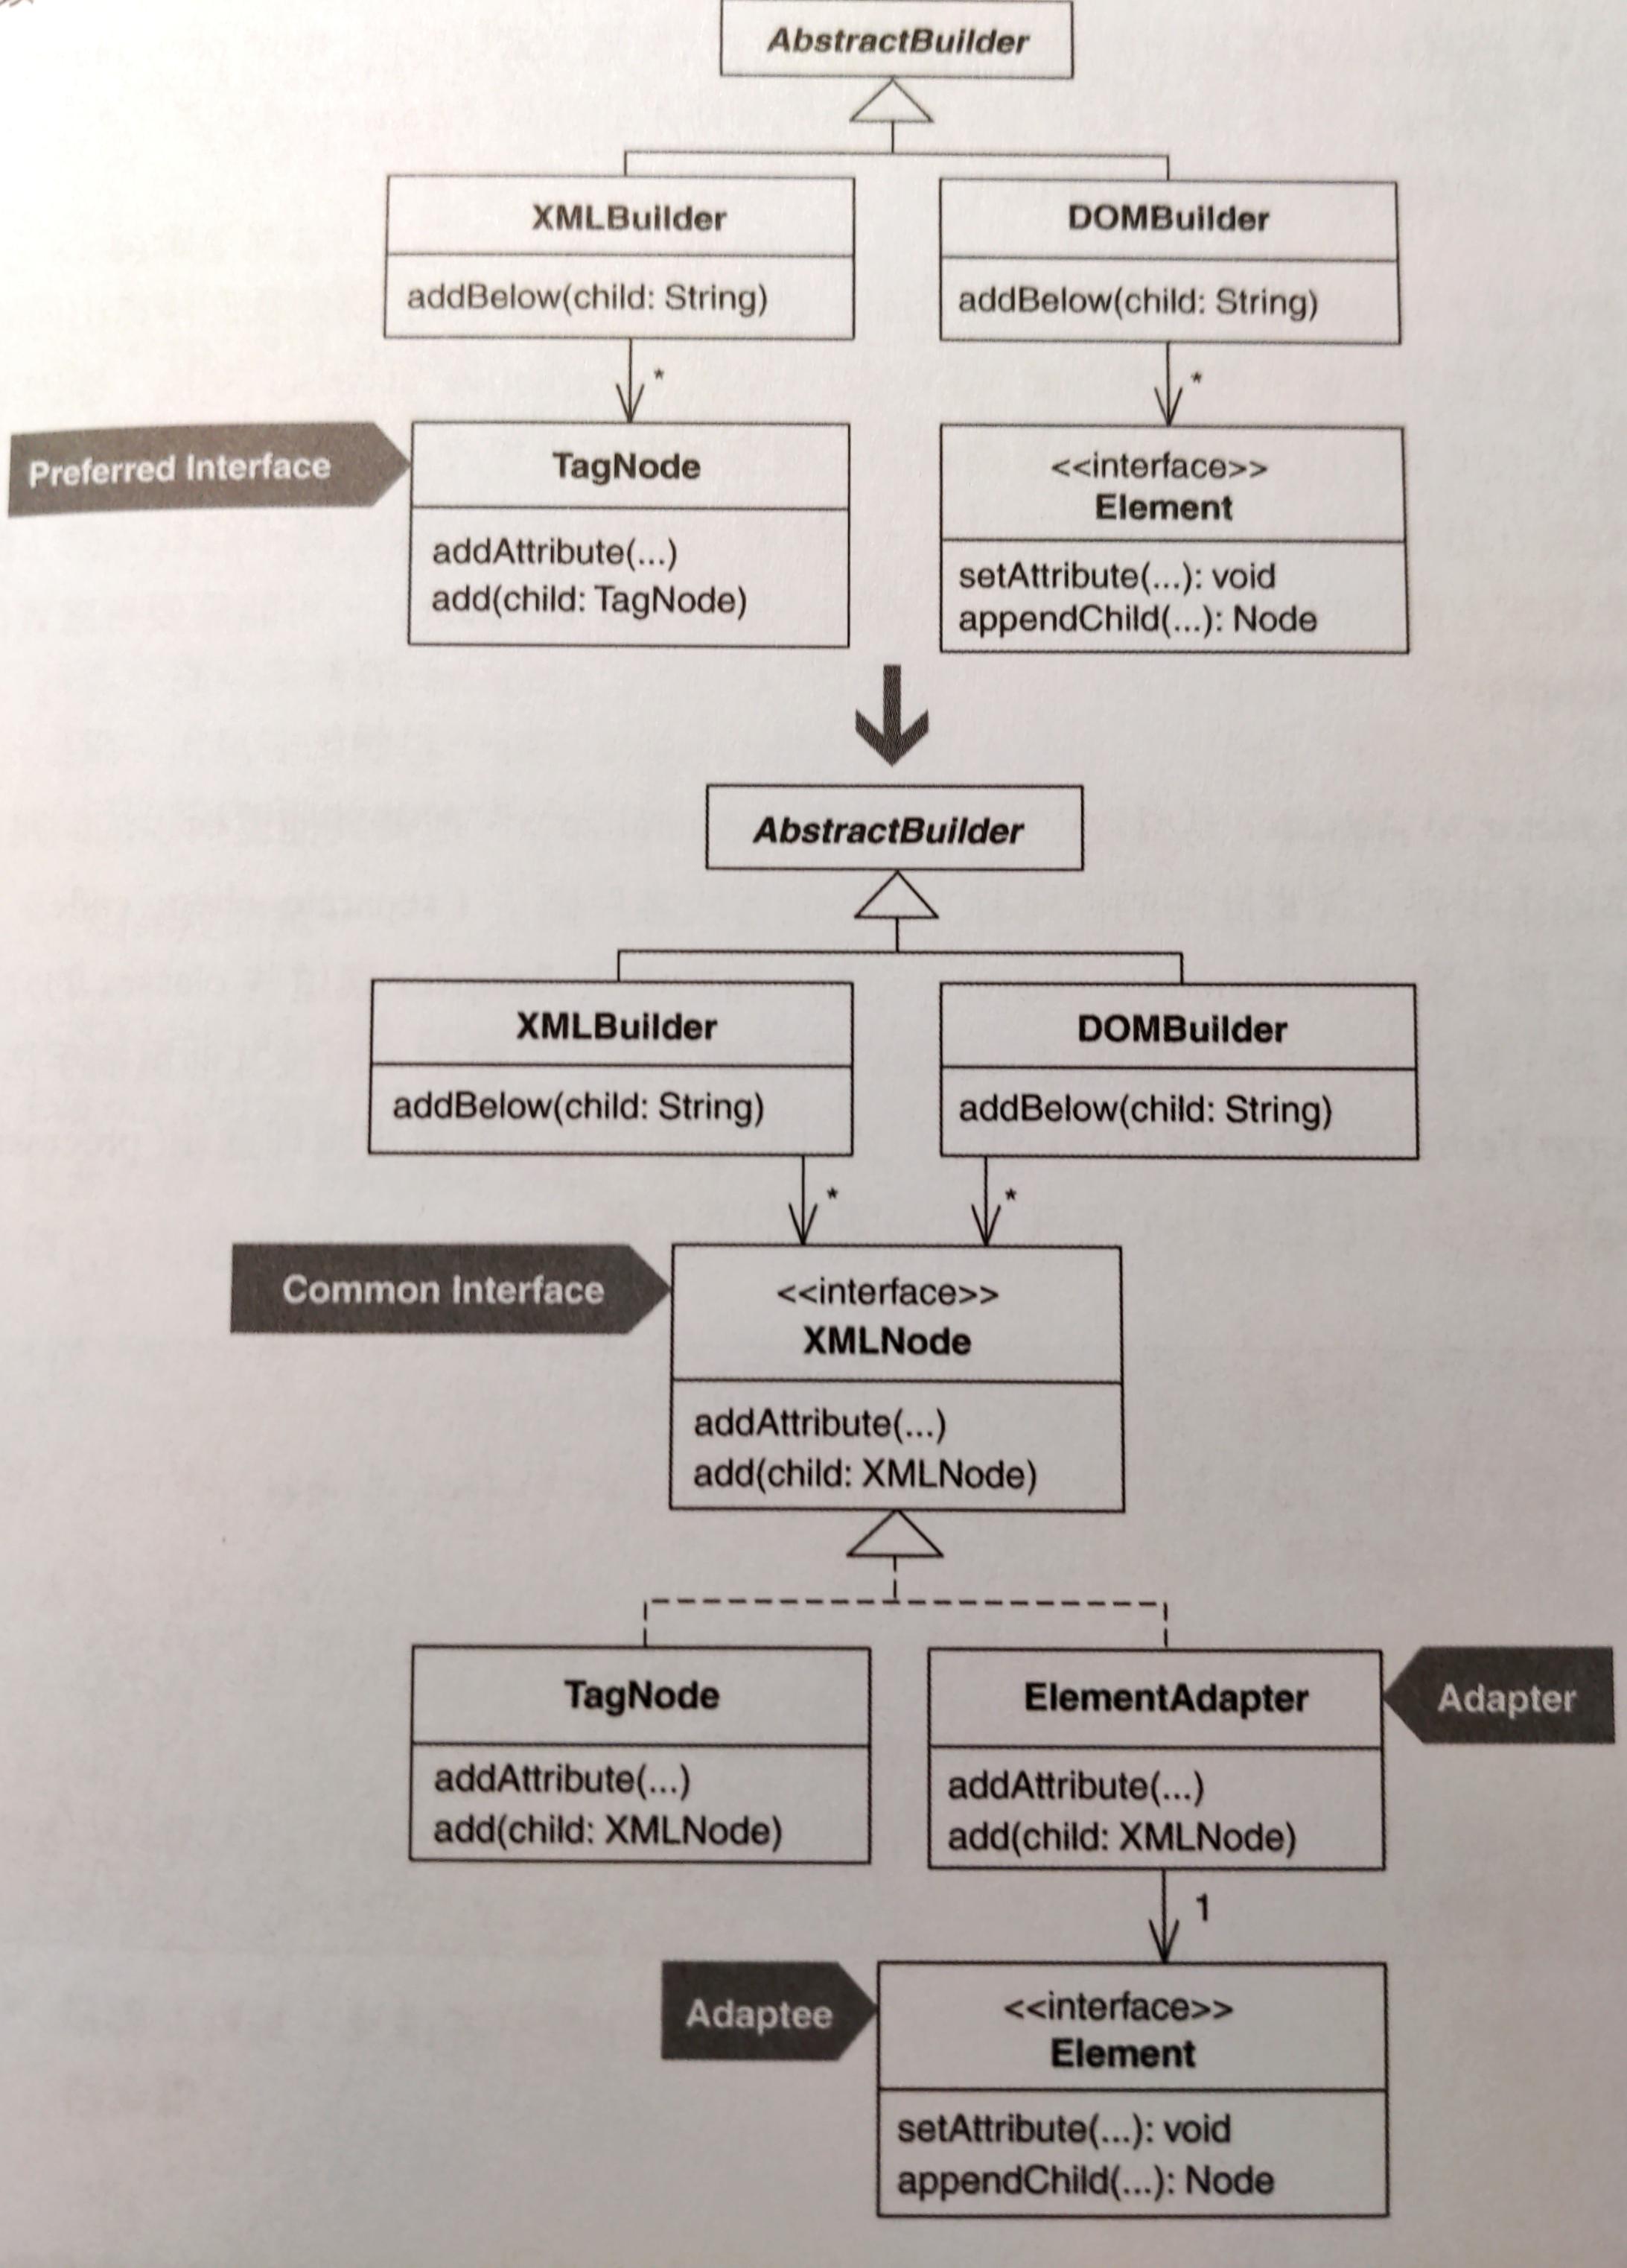 AbstractBuilder
XMLBuilder
addBelow(child: String)
DOMBuilder
addBelow(child: String)
*
*
Preferred Interface
TagNode
addAttribute(...)
add(child: TagNode)
<<interface>>
Element
setAttribute(...): void
appendChild(...): Node
AbstractBuilder
XMLBuilder
addBelow(child: String)
DOMBuilder
addBelow(child: String)
*
*
Common Interface
<<interface>>
XMLNode
addAttribute(...)
add(child: XMLNode)
TagNode
addAttribute(...)
add(child: XMLNode)
ElementAdapter
addAttribute(...)
add(child: XMLNode)
Adapter
1
Adaptee
<<interface>>
Element
setAttribute(...): void
appendChild(...): Node